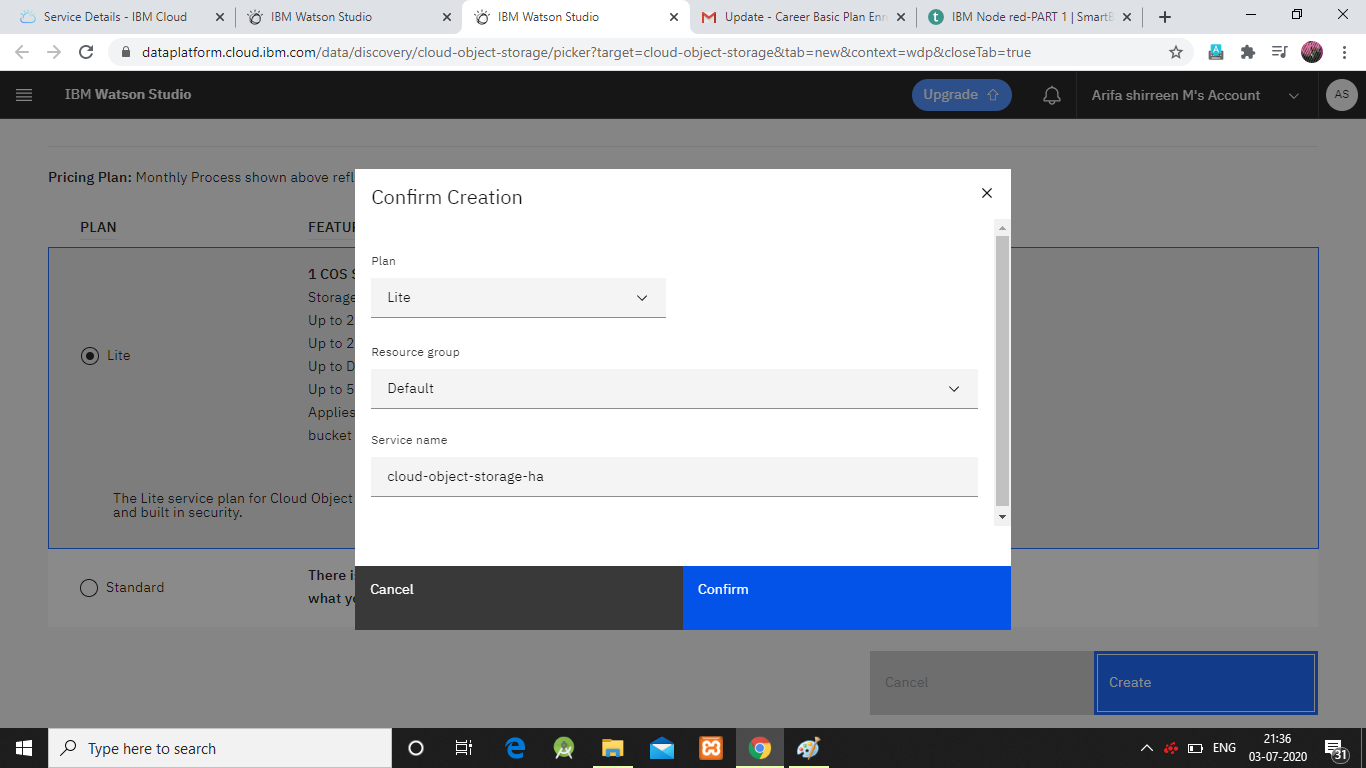 Service Details - IBM Cloud
IBM Watson Studio
IBM Watson Studio
Update - Career Basic Plan Enr
IBM Node red-PART 1 | SmartB
dataplatform.cloud.ibm.com/data/discovery/cloud-object-storage/picker?target=cloud-object-storage&tab=new&context=wdp&closeTab=true
IBM Watson Studio
Upgrade
Arifa shirreen M's Account
AS
Pricing Plan: Monthly Process shown above refl
Confirm Creation
PLAN
FEATU
Plan
Lite
Resource group
Default
Service name
cloud-object-storage-ha
Cancel
Confirm
1 COS S
Storage
Up to 2
Up to 2
Lite
Up to D
Up to 5
Applies
bucket
The Lite service plan for Cloud Object
and built in security.
Standard
There i
what yo
Cancel
Create
Type here to search
ENG
21:36
03-07-2020
31